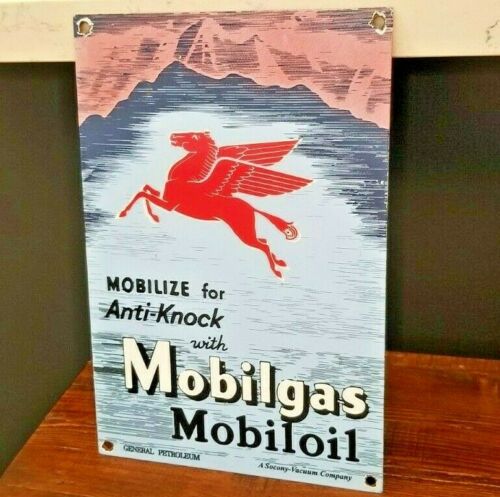 MOBILIZE for
Anti-Knock
with
Mobilgas
Mobiloil
GENERAL PETROLEUM
A Socony-Vacuum Company